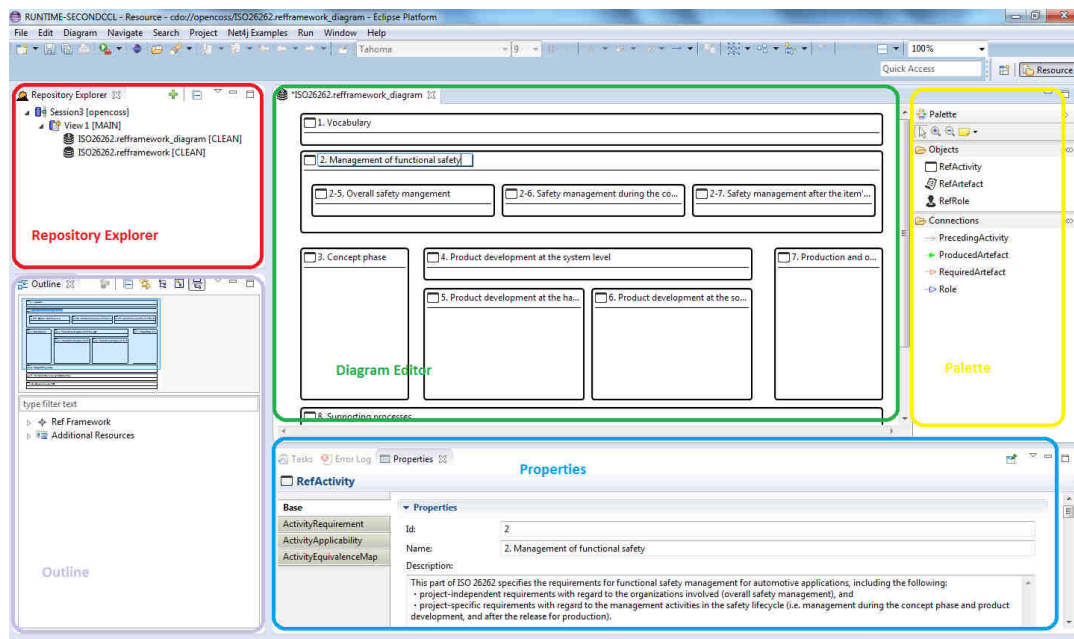 RUNTIME-SECONDCCL - Resource - cdo://opencoss/ISO26262.refframework_diagram - Eclipse Platform
File Edit Diagram Navigate Search Project Net4j Examples Run Window Help
Tahoma 9 100%
Quick Access Resource
Repository Explorer
Session3 [opencoss]
View 1 [MAIN]
ISO26262.refframework_diagram [CLEAN]
ISO26262.refframework [CLEAN]
Repository Explorer
Outline
type filter text
Ref Framework
Additional Resources
Outline
*ISO26262.refframework_diagram
1. Vocabulary
2. Management of functional safety
2-5. Overall safety mangement
2-6. Safety management during the co...
2-7. Safety management after the item'...
3. Concept phase
4. Product development at the system level
7. Production and o...
5. Product development at the ha...
6. Product development at the so...
Diagram Editor
8. Supporting processes
Palette
Objects
RefActivity
RefArtefact
RefRole
Connections
PrecedingActivity
ProducedArtefact
RequiredArtefact
Role
Palette
Tasks Error Log Properties
Properties
RefActivity
Base
ActivityRequirement
ActivityApplicability
ActivityEquivalenceMap
Properties
Id: 2
Name: 2. Management of functional safety
Description:
This part of ISO 26262 specifies the requirements for functional safety management for automotive applications, including the following:
• project-independent requirements with regard to the organizations involved (overall safety management), and
• project-specific requirements with regard to the management activities in the safety lifecycle (i.e. management during the concept phase and product
development, and after the release for production).